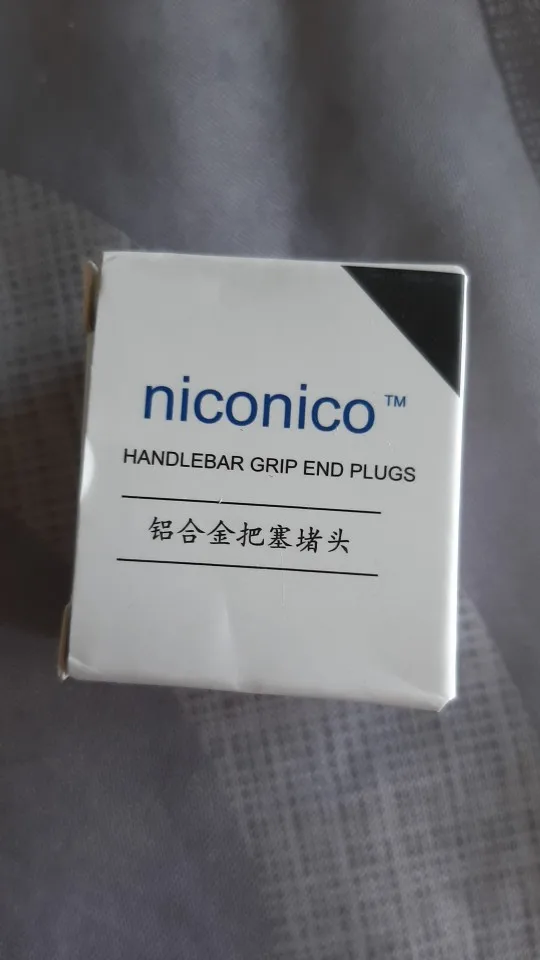 niconico™
HANDLEBAR GRIP END PLUGS
铝合金把塞堵头